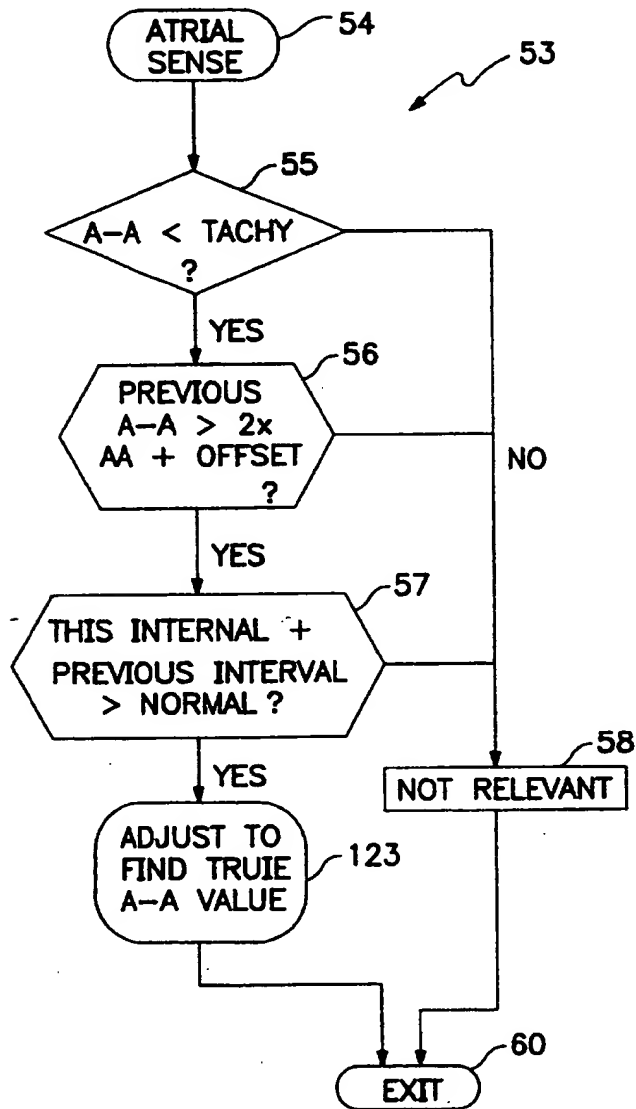 ATRIAL
SENSE
54
53
55
A-A < TACHY
?
YES
56
PREVIOUS
A-A > 2x
AA + OFFSET
?
NO
YES
57
THIS INTERNAL +
PREVIOUS INTERVAL
> NORMAL ?
YES
58
NOT RELEVANT
ADJUST TO
FIND TRUIE
A-A VALUE
123
60
EXIT